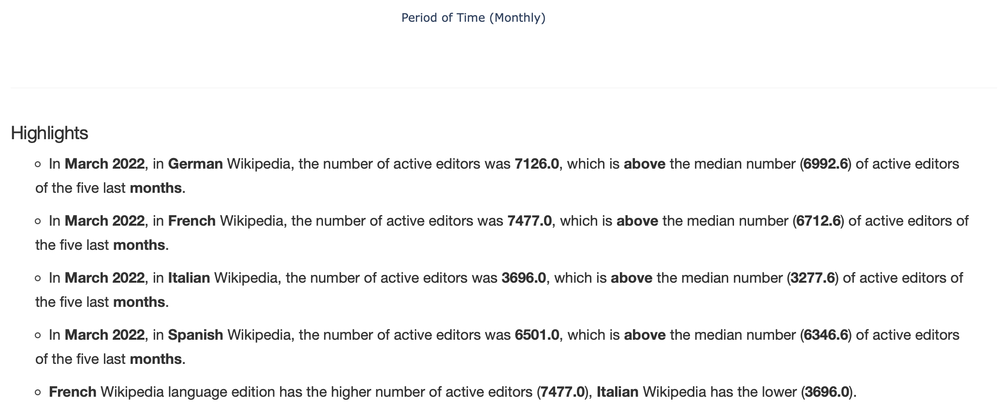 Period of Time (Monthly)
Highlights
In March 2022, in German Wikipedia, the number of active editors was 7126.0, which is above the median number (6992.6) of active editors
of the five last months.
In March 2022, in French Wikipedia, the number of active editors was 7477.0, which is above the median number (6712.6) of active editors of
the five last months.
In March 2022, in Italian Wikipedia, the number of active editors was 3696.0, which is above the median number (3277.6) of active editors of
the five last months.
In March 2022, in Spanish Wikipedia, the number of active editors was 6501.0, which is above the median number (6346.6) of active editors
of the five last months.
French Wikipedia language edition has the higher number of active editors (7477.0), Italian Wikipedia has the lower (3696.0).